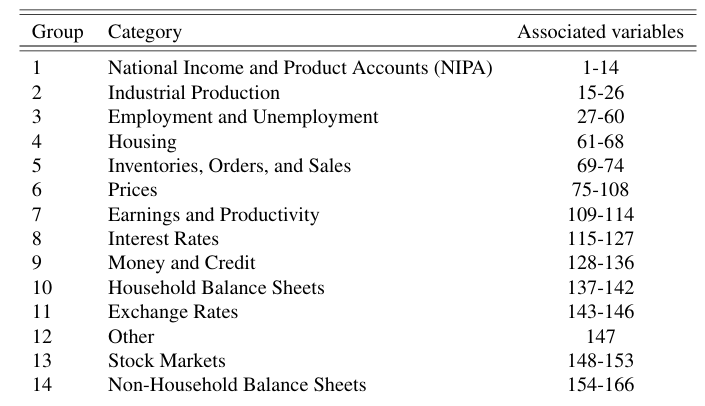 Group Category Associated variables
1 National Income and Product Accounts (NIPA) 1-14
2 Industrial Production 15-26
3 Employment and Unemployment 27-60
4 Housing 61-68
5 Inventories, Orders, and Sales 69-74
6 Prices 75-108
7 Earnings and Productivity 109-114
8 Interest Rates 115-127
9 Money and Credit 128-136
10 Household Balance Sheets 137-142
11 Exchange Rates 143-146
12 Other 147
13 Stock Markets 148-153
14 Non-Household Balance Sheets 154-166